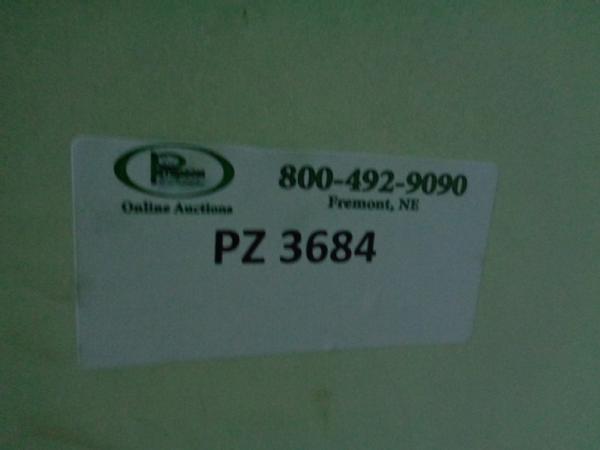 800-492-9090
Fremont, NE
Online Auctions
PZ 3684